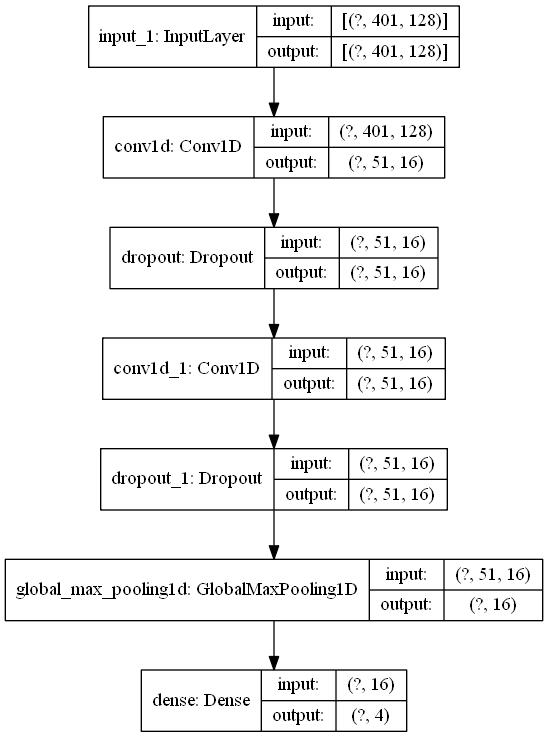 input_1: InputLayer
input: [(?, 401, 128)]
output: [(?, 401, 128)]
conv1d: Conv1D
input: (?, 401, 128)
output: (?, 51, 16)
dropout: Dropout
input: (?, 51, 16)
output: (?, 51, 16)
conv1d_1: Conv1D
input: (?, 51, 16)
output: (?, 51, 16)
dropout_1: Dropout
input: (?, 51, 16)
output: (?, 51, 16)
global_max_pooling1d: GlobalMaxPooling1D
input: (?, 51, 16)
output: (?, 16)
dense: Dense
input: (?, 16)
output: (?, 4)